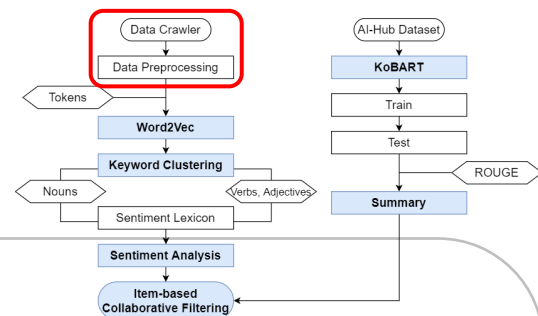 Data Crawler
Data Preprocessing
Tokens
Word2Vec
Keyword Clustering
Nouns
Verbs, Adjectives
Sentiment Lexicon
Sentiment Analysis
Item-based
Collaborative Filtering
AI-Hub Dataset
KoBART
Train
Test
ROUGE
Summary